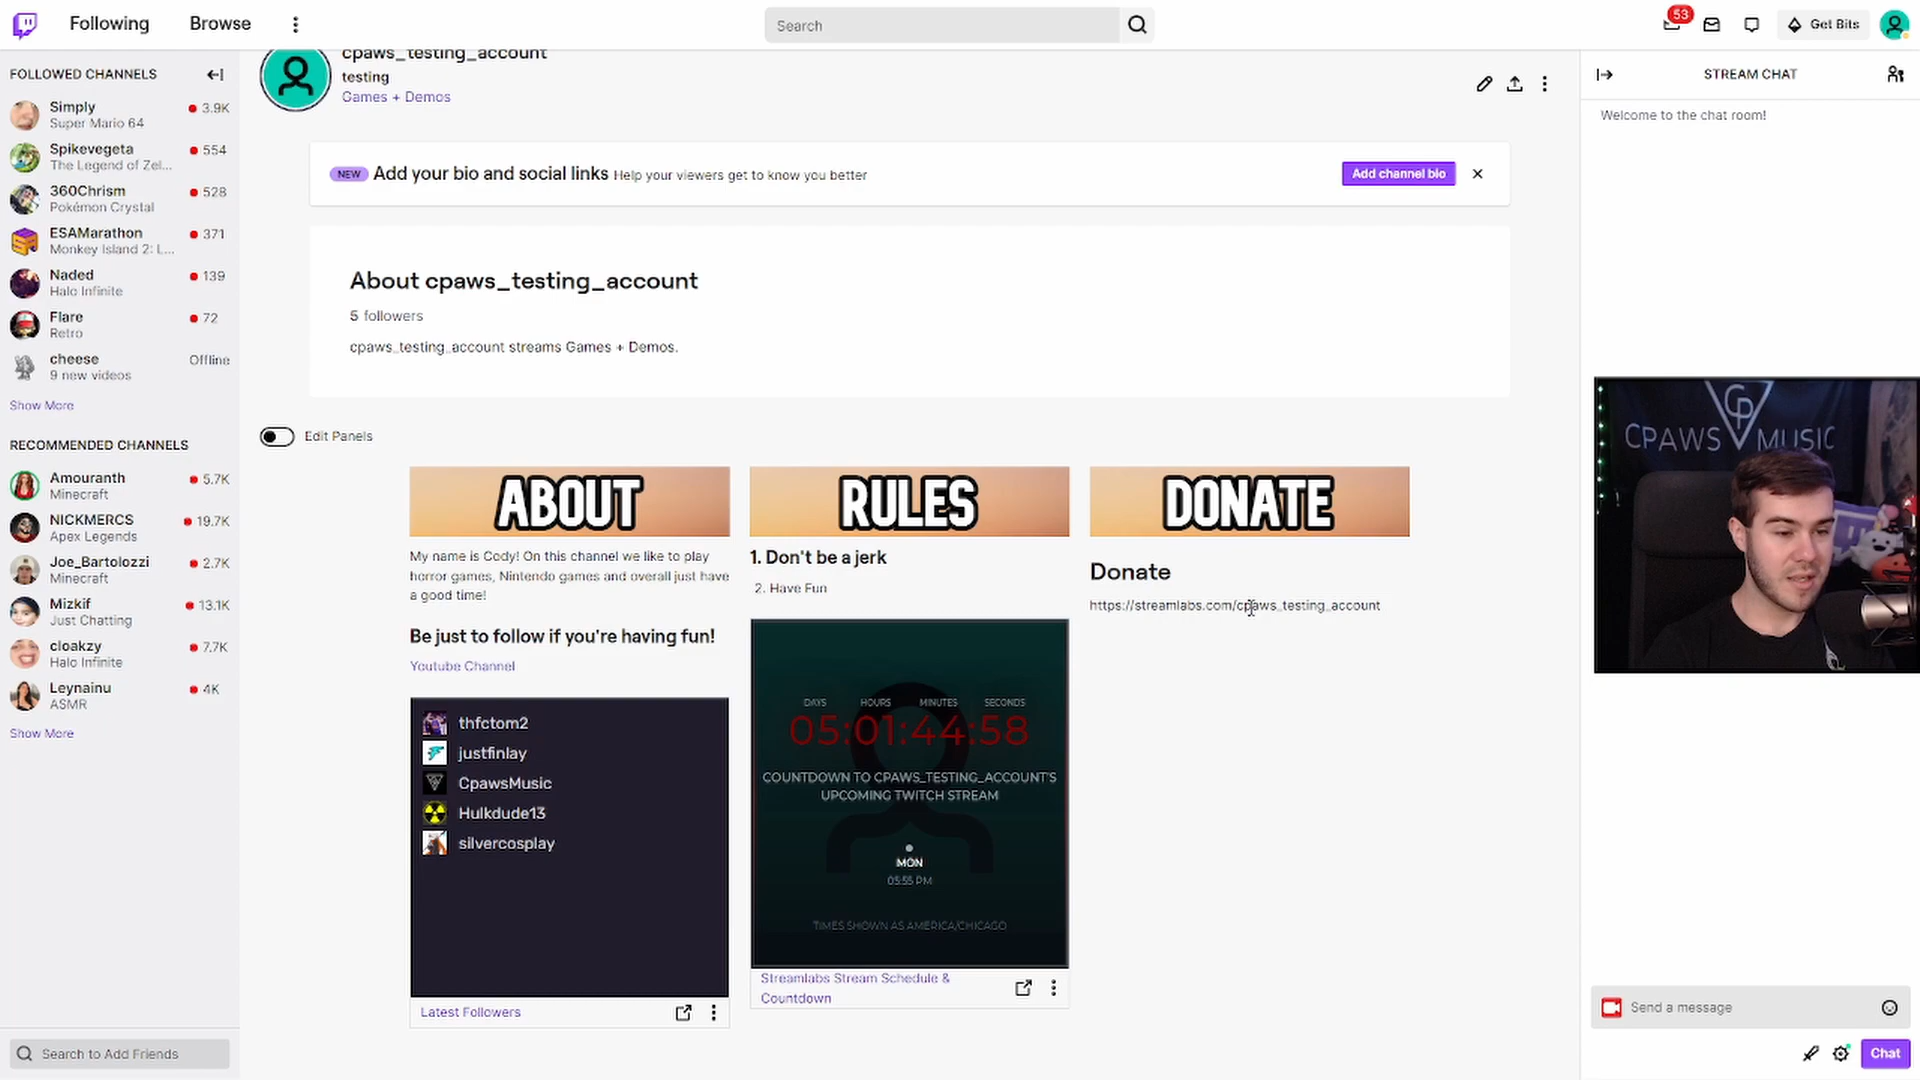 Following
Browse
Search
53
Get Bits
FOLLOWED CHANNELS
Simply
3.9K
Super Mario 64
Spikevegeta
554
The Legend of Zel...
360Chrism
528
Pokémon Crystal
ESAMarathon
371
Monkey Island 2: L...
Naded
139
Halo Infinite
Flare
72
Retro
cheese
Offline
9 new videos
Show More
RECOMMENDED CHANNELS
Amouranth
5.7K
Minecraft
NICKMERCS
19.7K
Apex Legends
Joe_Bartolozzi
2.7K
Minecraft
Mizkif
13.1K
Just Chatting
cloakzy
7.7K
Halo Infinite
Leynainu
4K
ASMR
Show More
Search to Add Friends
cpaws_testing_account
testing
Games + Demos
NEW Add your bio and social links Help your viewers get to know you better
Add channel bio
About cpaws_testing_account
5 followers
cpaws_testing_account streams Games + Demos.
Edit Panels
ABOUT
My name is Cody! On this channel we like to play
horror games, Nintendo games and overall just have
a good time!
Be just to follow if you're having fun!
Youtube Channel
thfctom2
justfinlay
CpawsMusic
Hulkdude13
silvercosplay
Latest Followers
RULES
1. Don't be a jerk
2. Have Fun
DAYS HOURS MINUTES SECONDS
05:01:44:58
COUNTDOWN TO CPAWS_TESTING_ACCOUNT'S
UPCOMING TWITCH STREAM
MON
05:55 PM
TIMES SHOWN AS AMERICA/CHICAGO
Streamlabs Stream Schedule &
Countdown
DONATE
Donate
https://streamlabs.com/cpaws_testing_account
STREAM CHAT
Welcome to the chat room!
CP
CPAWS MUSIC
Send a message
Chat